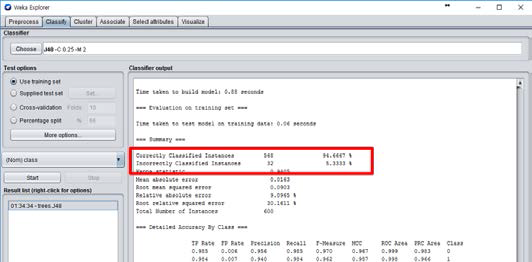 Weka Explorer
Preprocess Classify Cluster Associate Select attributes Visualize
Classifier
Choose J48 -C 0.25 -M 2
Test options
Use training set
Supplied test set Set...
Cross-validation Folds 10
Percentage split % 66
More options...
(Nom) class
Start Stop
Result list (right-click for options)
01:34:34 - trees.J48
Classifier output
Time taken to build model: 0.88 seconds
=== Evaluation on training set ===
Time taken to test model on training data: 0.06 seconds
=== Summary ===
Correctly Classified Instances 568 94.6667 %
Incorrectly Classified Instances 32 5.3333 %
Kappa statistic
Mean absolute error 0.0163
Root mean squared error 0.0903
Relative absolute error 9.0965 %
Root relative squared error 30.1611 %
Total Number of Instances 600
=== Detailed Accuracy By Class ===
TP Rate FP Rate Precision Recall F-Measure MCC ROC Area PRC Area Class
0.985 0.006 0.956 0.985 0.970 0.967 0.999 0.983 0
0.984 0.007 0.940 0.984 0.962 0.957 0.998 0.966 1